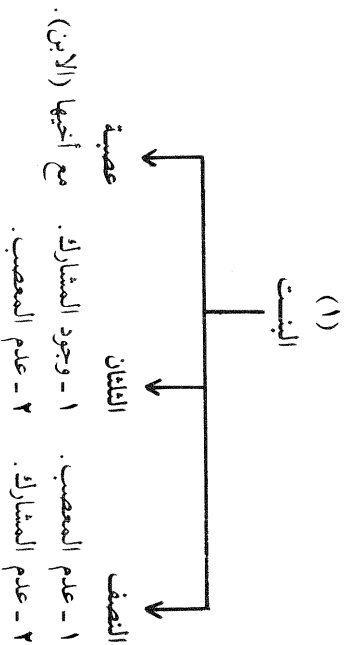 (١)
البنت
النصف
١ - عدم المعصب.
٢ - عدم المشارك.
الثلثان
١ - وجود المشارك.
٢ - عدم المعصب.
عصبة
مع أخيها (الابن).